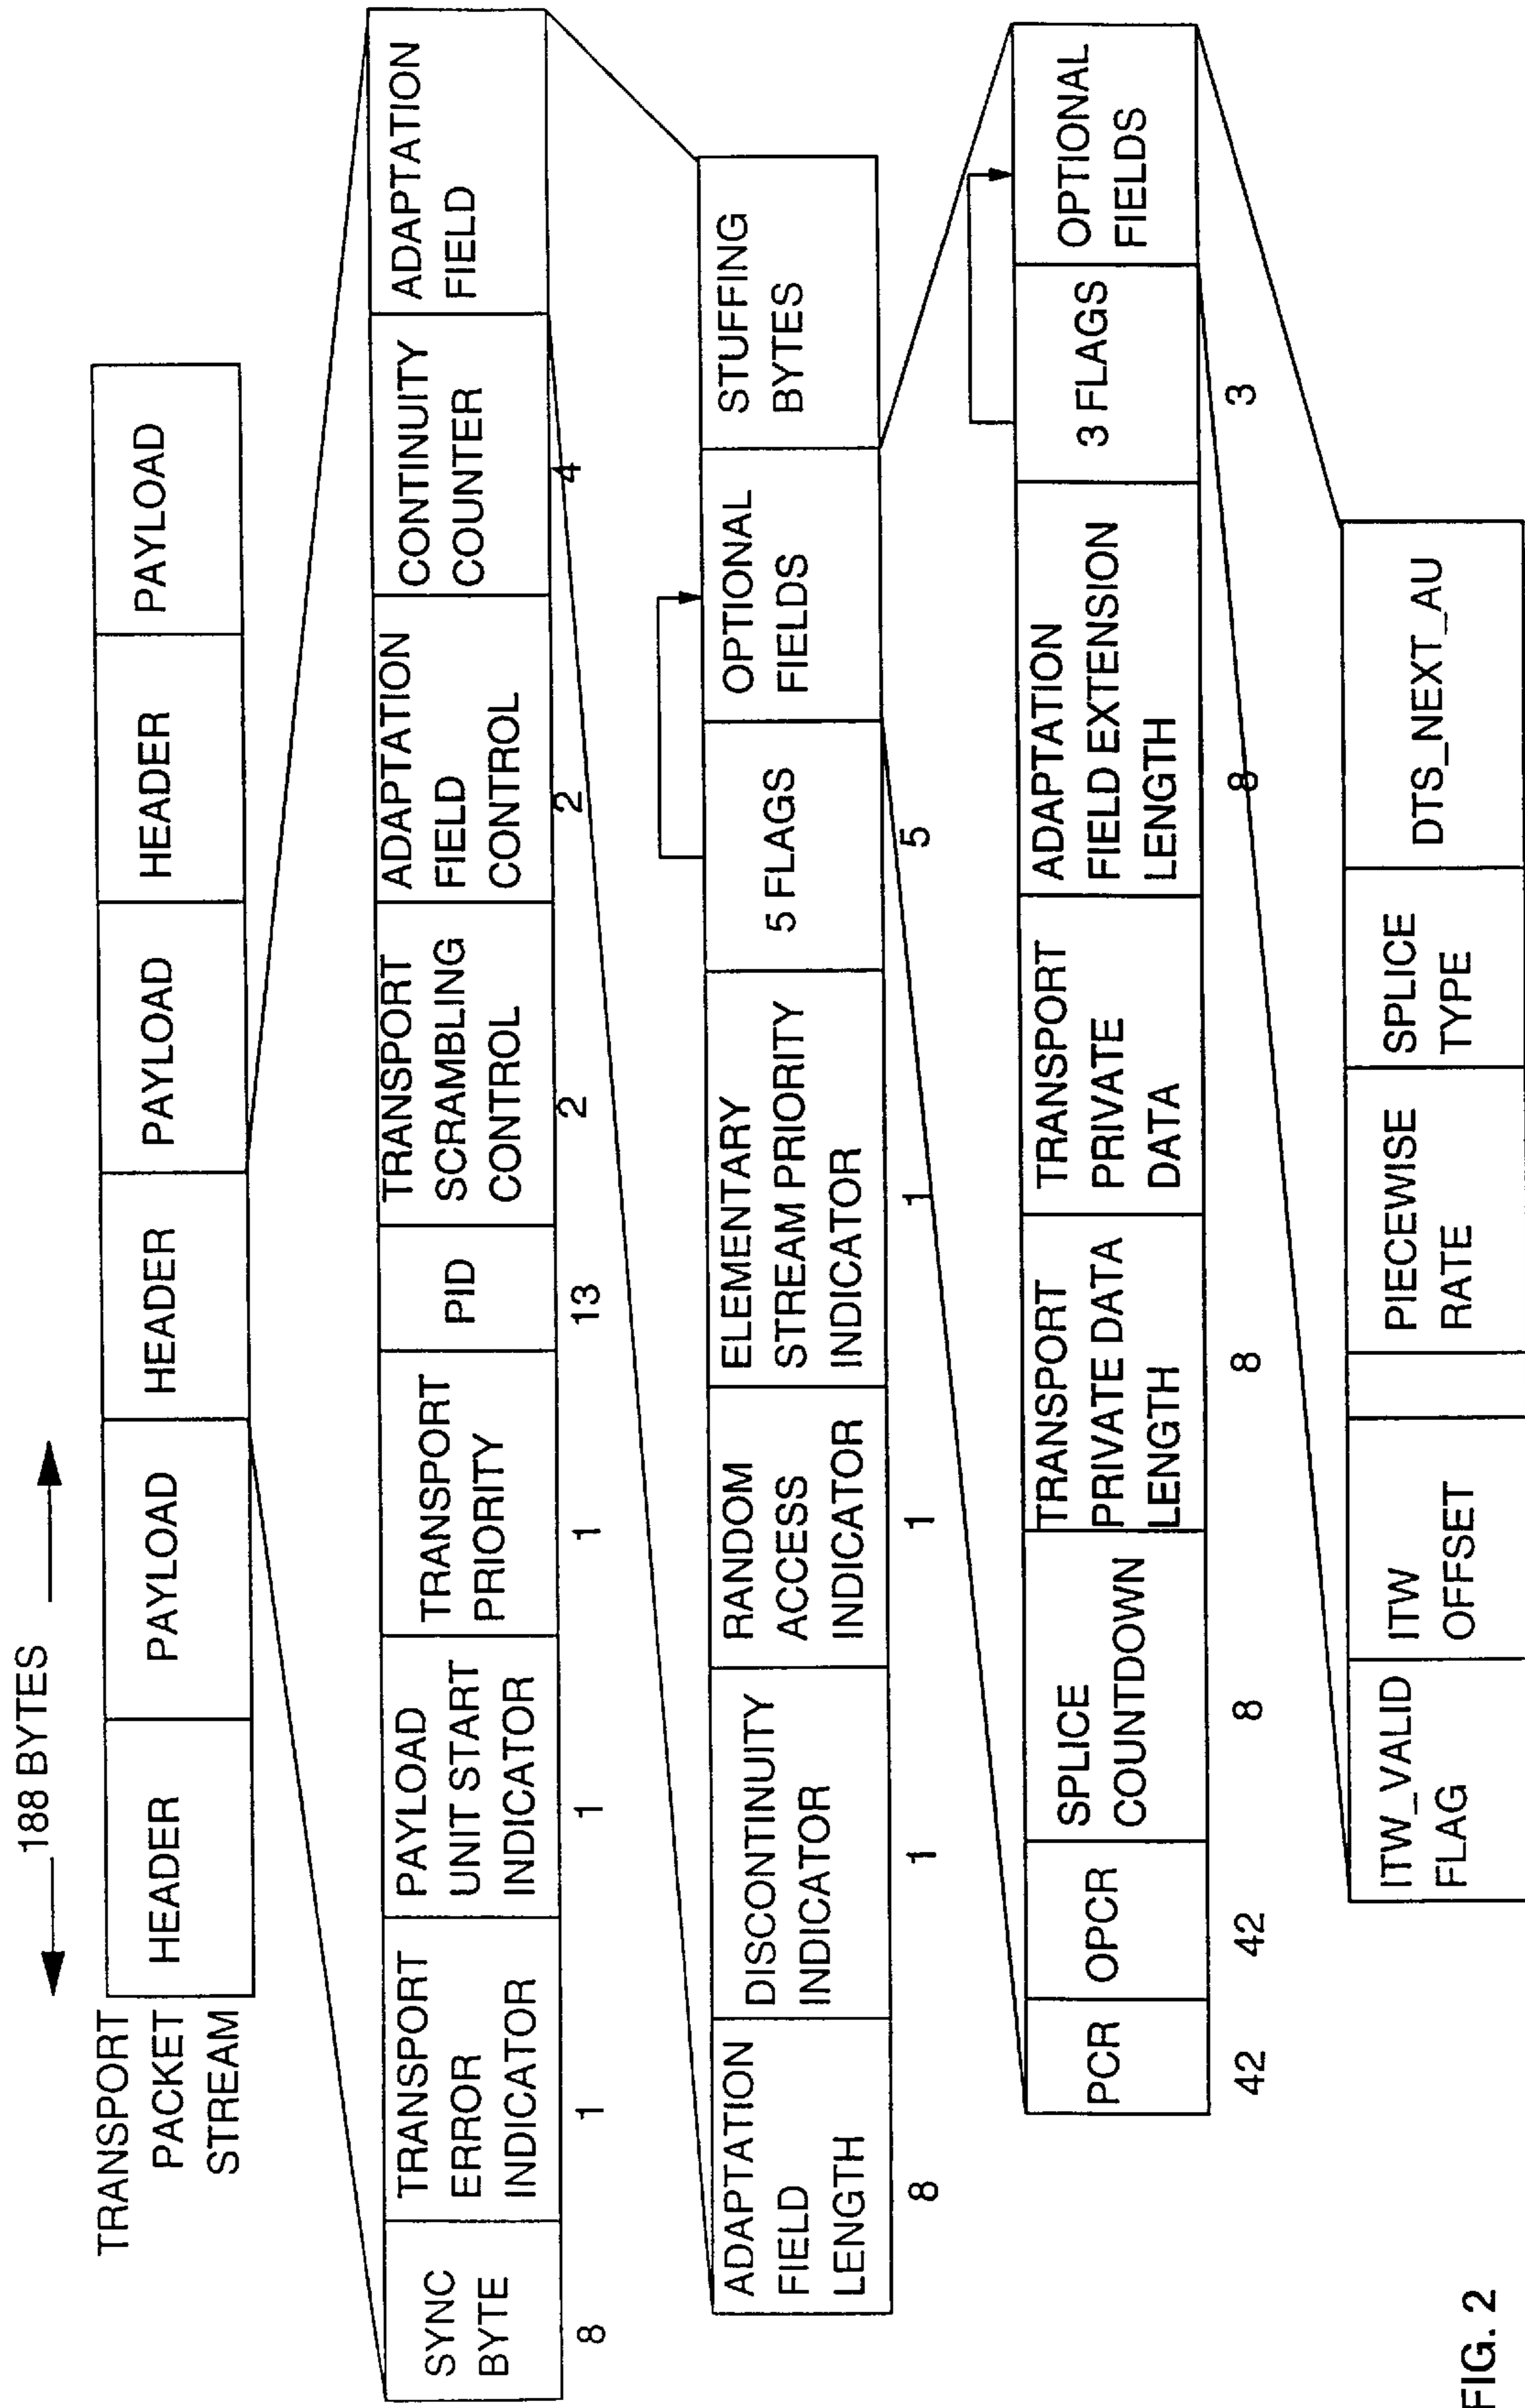 188 BYTES
TRANSPORT
PACKET
STREAM
HEADER
PAYLOAD
HEADER
PAYLOAD
HEADER
PAYLOAD
SYNC
BYTE
8
TRANSPORT
ERROR
INDICATOR
1
PAYLOAD
UNIT START
INDICATOR
1
TRANSPORT
PRIORITY
1
PID
13
TRANSPORT
SCRAMBLING
CONTROL
2
ADAPTATION
FIELD
CONTROL
2
CONTINUITY
COUNTER
4
ADAPTATION
FIELD
ADAPTATION
FIELD
LENGTH
8
DISCONTINUITY
INDICATOR
1
RANDOM
ACCESS
INDICATOR
1
ELEMENTARY
STREAM PRIORITY
INDICATOR
1
5 FLAGS
5
OPTIONAL
FIELDS
STUFFING
BYTES
PCR
42
OPCR
42
SPLICE
COUNTDOWN
8
TRANSPORT
PRIVATE DATA
LENGTH
8
TRANSPORT
PRIVATE
DATA
ADAPTATION
FIELD EXTENSION
LENGTH
8
3 FLAGS
3
OPTIONAL
FIELDS
ITW_VALID
FLAG
ITW
OFFSET
PIECEWISE
RATE
SPLICE
TYPE
DTS_NEXT_AU
FIG. 2